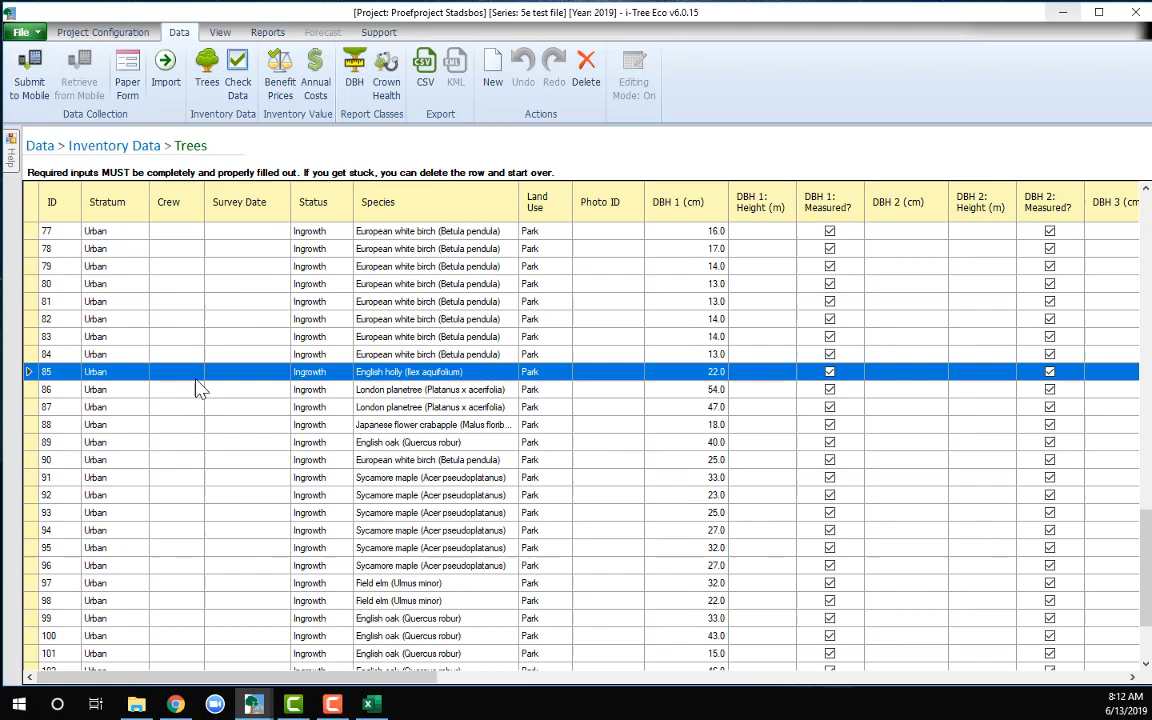 [Project: Proefproject Stadsbos] [Series: 5e test file] [Year: 2019] - i-Tree Eco v6.0.15
File Project Configuration Data View Reports Forecast Support
Submit to Mobile Retrieve from Mobile Paper Form Import Trees Check Data Benefit Prices Annual Costs DBH Crown Health CSV KML New Undo Redo Delete Editing Mode: On
Data Collection Inventory Data Inventory Value Report Classes Export Actions
Help
Data > Inventory Data > Trees
Required inputs MUST be completely and properly filled out. If you get stuck, you can delete the row and start over.
ID Stratum Crew Survey Date Status Species Land Use Photo ID DBH 1 (cm) DBH 1: Height (m) DBH 1: Measured? DBH 2 (cm) DBH 2: Height (m) DBH 2: Measured? DBH 3 (cm
77 Urban Ingrowth European white birch (Betula pendula) Park 16.0
78 Urban Ingrowth European white birch (Betula pendula) Park 17.0
79 Urban Ingrowth European white birch (Betula pendula) Park 14.0
80 Urban Ingrowth European white birch (Betula pendula) Park 13.0
81 Urban Ingrowth European white birch (Betula pendula) Park 13.0
82 Urban Ingrowth European white birch (Betula pendula) Park 14.0
83 Urban Ingrowth European white birch (Betula pendula) Park 14.0
84 Urban Ingrowth European white birch (Betula pendula) Park 13.0
85 Urban Ingrowth English holly (Ilex aquifolium) Park 22.0
86 Urban Ingrowth London planetree (Platanus x acerifolia) Park 54.0
87 Urban Ingrowth London planetree (Platanus x acerifolia) Park 47.0
88 Urban Ingrowth Japanese flower crabapple (Malus florib... Park 18.0
89 Urban Ingrowth English oak (Quercus robur) Park 40.0
90 Urban Ingrowth European white birch (Betula pendula) Park 25.0
91 Urban Ingrowth Sycamore maple (Acer pseudoplatanus) Park 33.0
92 Urban Ingrowth Sycamore maple (Acer pseudoplatanus) Park 23.0
93 Urban Ingrowth Sycamore maple (Acer pseudoplatanus) Park 25.0
94 Urban Ingrowth Sycamore maple (Acer pseudoplatanus) Park 27.0
95 Urban Ingrowth Sycamore maple (Acer pseudoplatanus) Park 32.0
96 Urban Ingrowth Sycamore maple (Acer pseudoplatanus) Park 27.0
97 Urban Ingrowth Field elm (Ulmus minor) Park 32.0
98 Urban Ingrowth Field elm (Ulmus minor) Park 22.0
99 Urban Ingrowth English oak (Quercus robur) Park 33.0
100 Urban Ingrowth English oak (Quercus robur) Park 43.0
101 Urban Ingrowth English oak (Quercus robur) Park 15.0
8:12 AM
6/13/2019